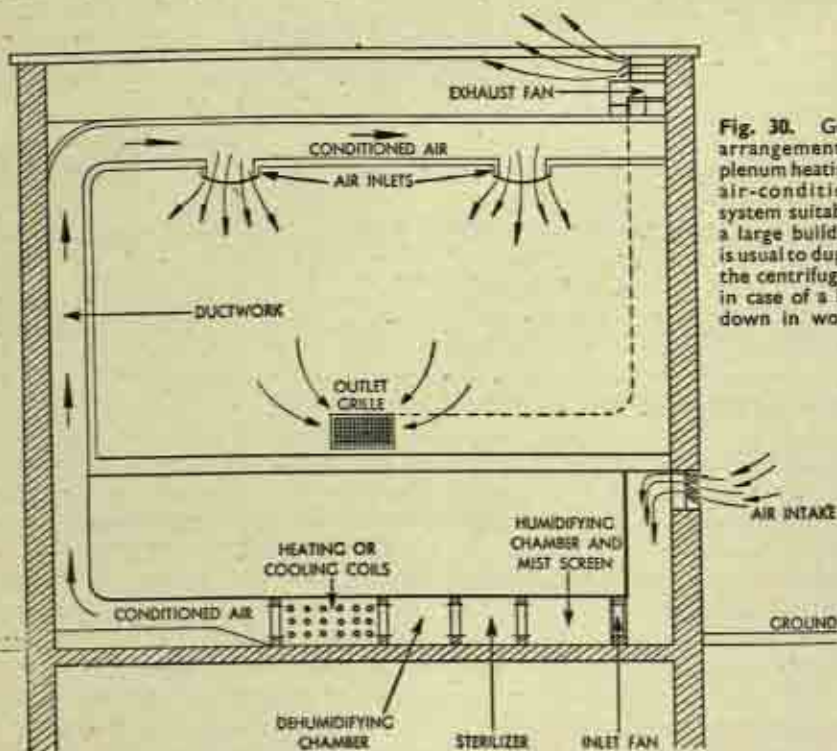 EXHAUST FAN
CONDITIONED AIR
AIR INLETS
DUCTWORK
OUTLET
GRILLE
AIR INTAKE
HUMIDIFYING
CHAMBER AND
MIST SCREEN
HEATING OR
COOLING COILS
CONDITIONED AIR
GROUND
DEHUMIDIFYING
CHAMBER
STERILIZER
INLET FAN
Fig. 30.
arrangement
plenum heati
air-conditio
system suitab
a large build
is usual to dup
the centrifug
in case of a
down in wo